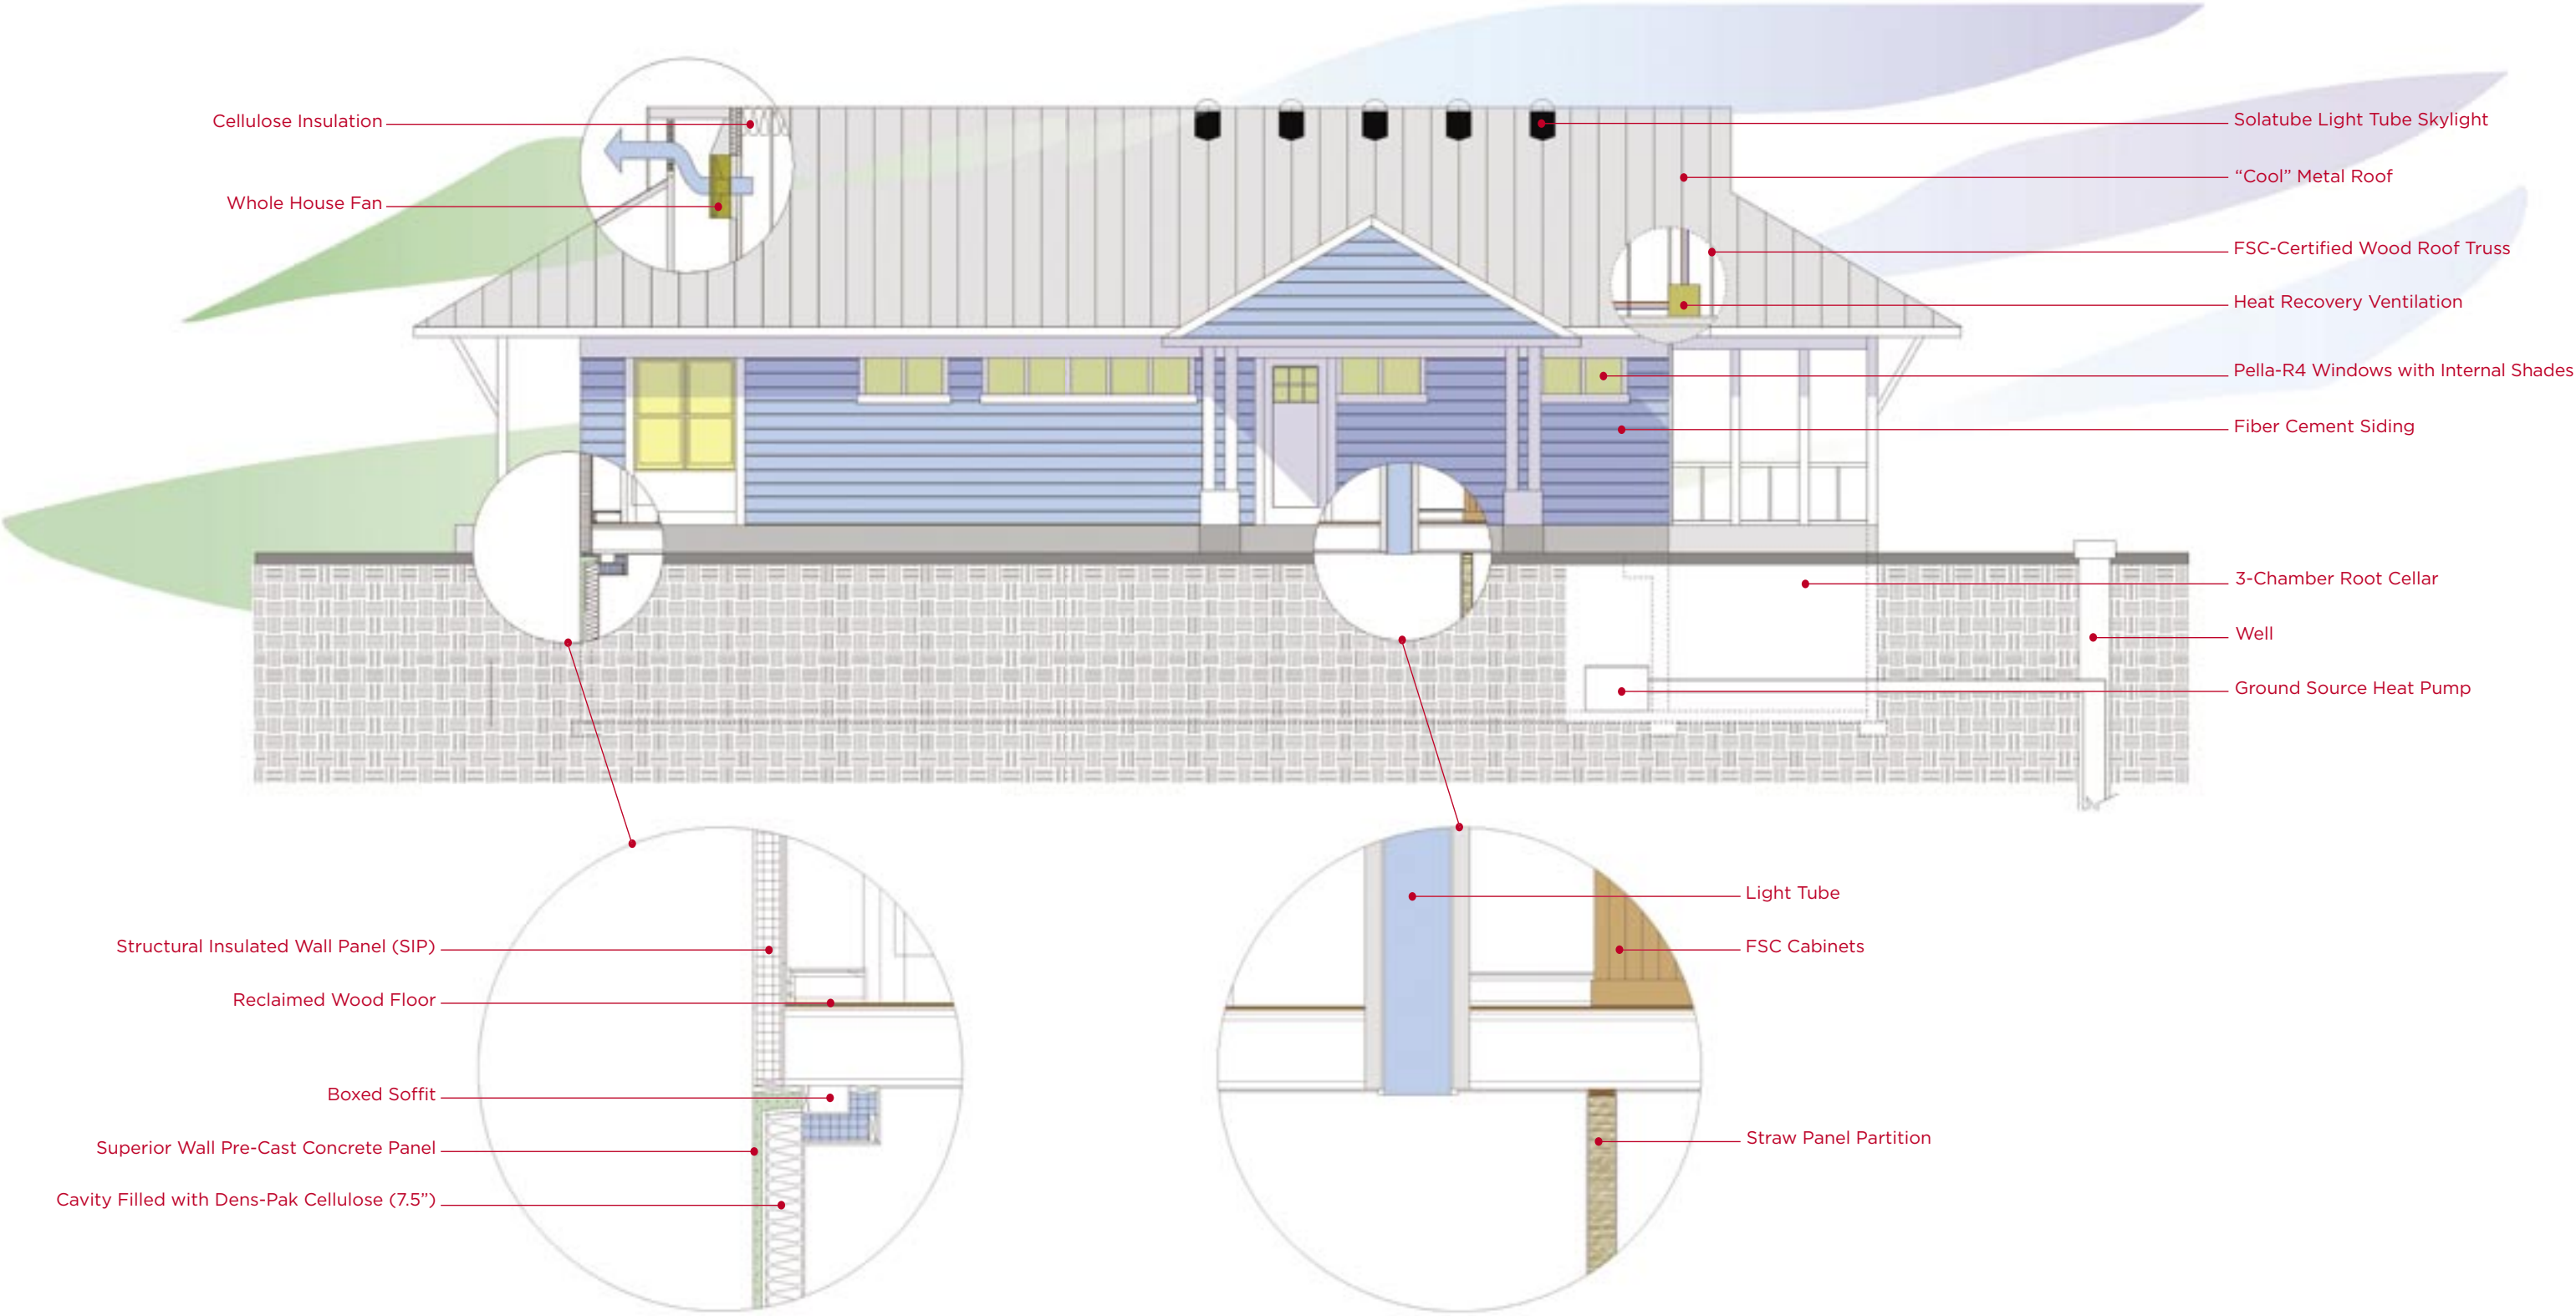 Cellulose Insulation
Whole House Fan
Solatube Light Tube Skylight
“Cool” Metal Roof
FSC-Certified Wood Roof Truss
Heat Recovery Ventilation
Pella-R4 Windows with Internal Shades
Fiber Cement Siding
3-Chamber Root Cellar
Well
Ground Source Heat Pump
Structural Insulated Wall Panel (SIP)
Reclaimed Wood Floor
Boxed Soffit
Superior Wall Pre-Cast Concrete Panel
Cavity Filled with Dens-Pak Cellulose (7.5”)
Light Tube
FSC Cabinets
Straw Panel Partition